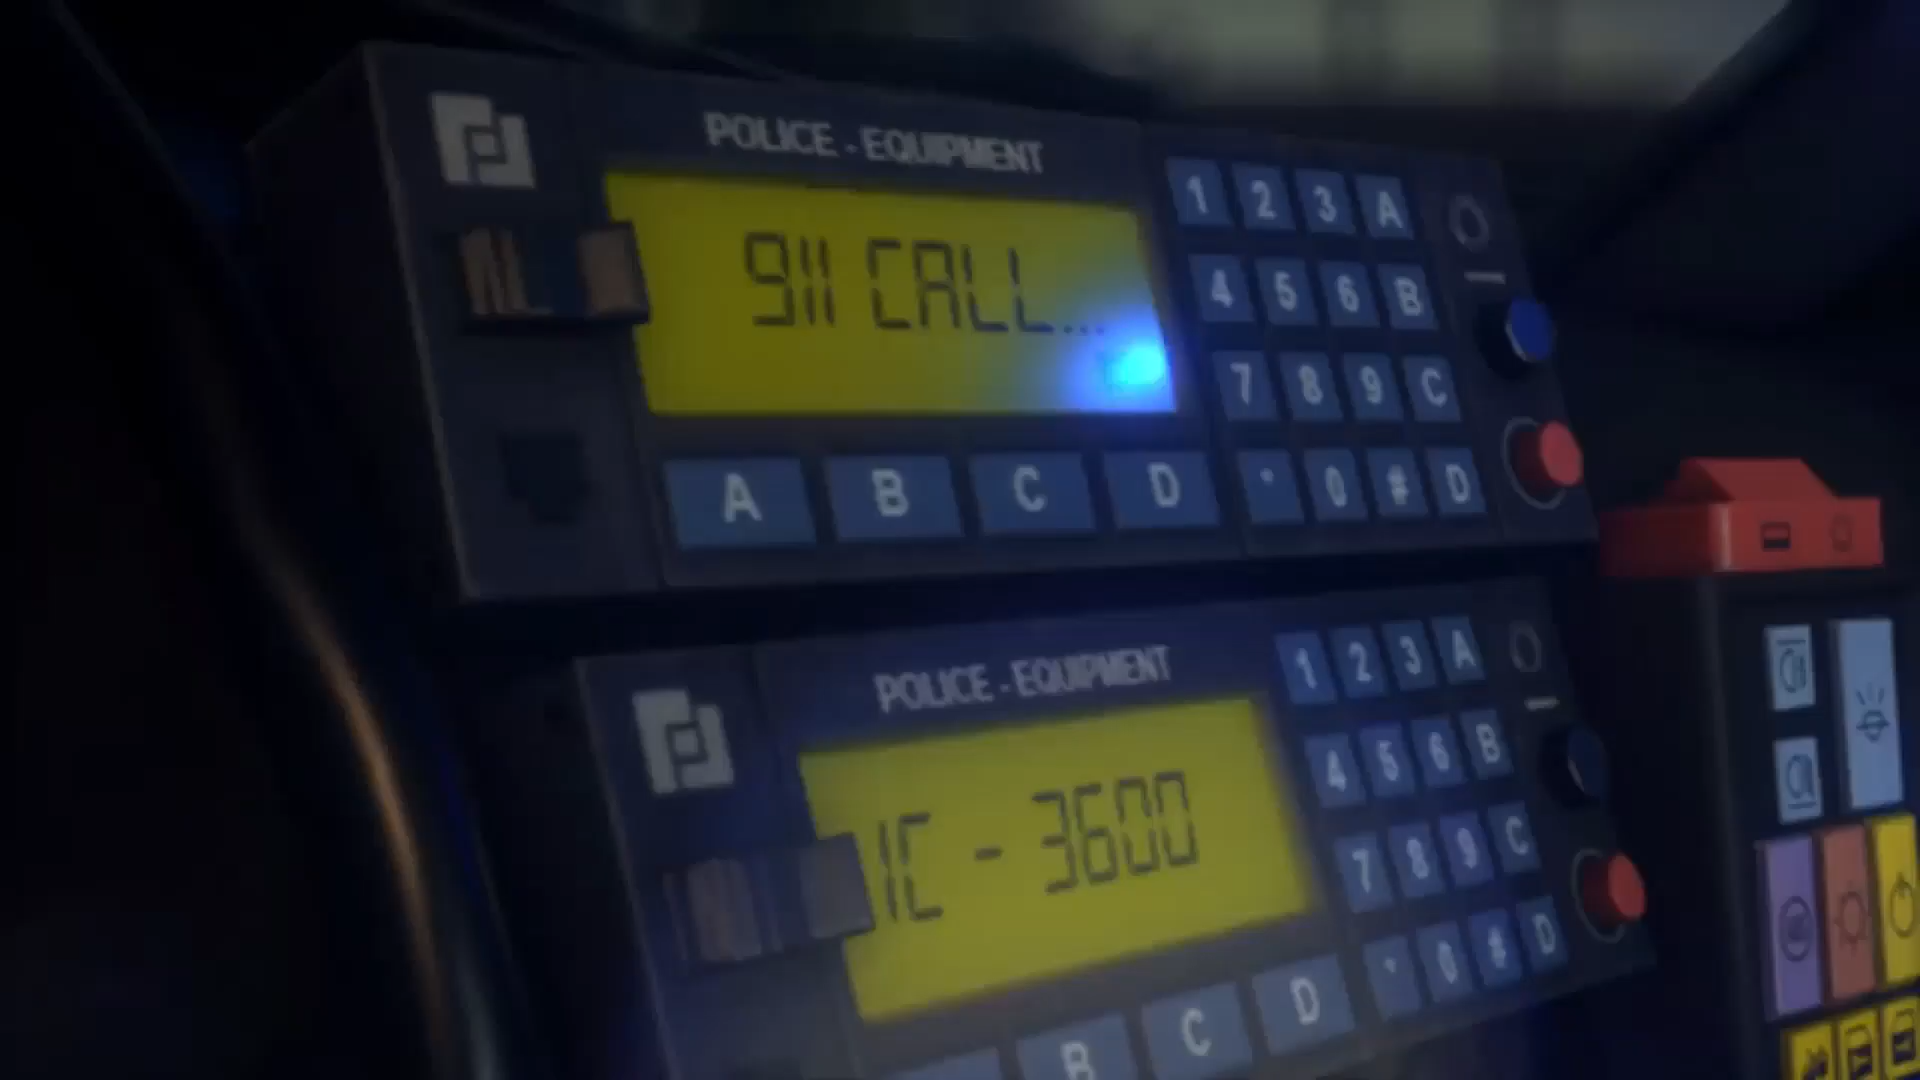 POLICE - EQUIPMENT
911 CALL...
1 2 3 A
4 5 6 B
7 8 9 C
* 0 # D
A B C D
POLICE - EQUIPMENT
IC - 3600
1 2 3 A
4 5 6 B
7 8 9 C
* 0 # D
B C D